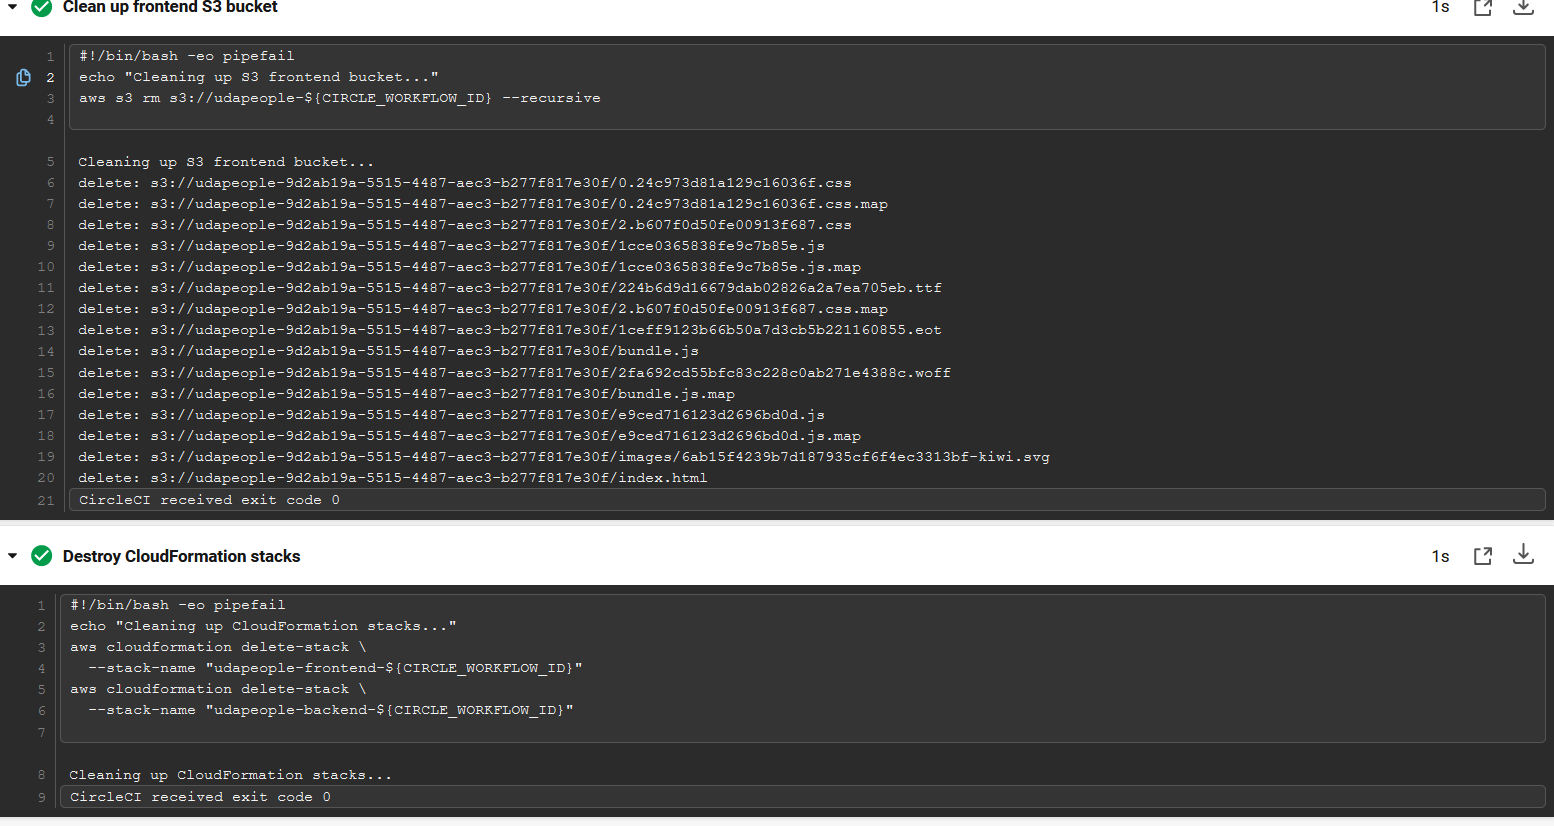 Clean up frontend S3 bucket 1s
1 #!/bin/bash -eo pipefail
2 echo "Cleaning up S3 frontend bucket..."
3 aws s3 rm s3://udapeople-${CIRCLE_WORKFLOW_ID} --recursive
4
5 Cleaning up S3 frontend bucket...
6 delete: s3://udapeople-9d2ab19a-5515-4487-aec3-b277f817e30f/0.24c973d81a129c16036f.css
7 delete: s3://udapeople-9d2ab19a-5515-4487-aec3-b277f817e30f/0.24c973d81a129c16036f.css.map
8 delete: s3://udapeople-9d2ab19a-5515-4487-aec3-b277f817e30f/2.b607f0d50fe00913f687.css
9 delete: s3://udapeople-9d2ab19a-5515-4487-aec3-b277f817e30f/1cce0365838fe9c7b85e.js
10 delete: s3://udapeople-9d2ab19a-5515-4487-aec3-b277f817e30f/1cce0365838fe9c7b85e.js.map
11 delete: s3://udapeople-9d2ab19a-5515-4487-aec3-b277f817e30f/224b6d9d16679dab02826a2a7ea705eb.ttf
12 delete: s3://udapeople-9d2ab19a-5515-4487-aec3-b277f817e30f/2.b607f0d50fe00913f687.css.map
13 delete: s3://udapeople-9d2ab19a-5515-4487-aec3-b277f817e30f/1ceff9123b66b50a7d3cb5b221160855.eot
14 delete: s3://udapeople-9d2ab19a-5515-4487-aec3-b277f817e30f/bundle.js
15 delete: s3://udapeople-9d2ab19a-5515-4487-aec3-b277f817e30f/2fa692cd55bfc83c228c0ab271e4388c.woff
16 delete: s3://udapeople-9d2ab19a-5515-4487-aec3-b277f817e30f/bundle.js.map
17 delete: s3://udapeople-9d2ab19a-5515-4487-aec3-b277f817e30f/e9ced716123d2696bd0d.js
18 delete: s3://udapeople-9d2ab19a-5515-4487-aec3-b277f817e30f/e9ced716123d2696bd0d.js.map
19 delete: s3://udapeople-9d2ab19a-5515-4487-aec3-b277f817e30f/images/6ab15f4239b7d187935cf6f4ec3313bf-kiwi.svg
20 delete: s3://udapeople-9d2ab19a-5515-4487-aec3-b277f817e30f/index.html
21 CircleCI received exit code 0
Destroy CloudFormation stacks 1s
1 #!/bin/bash -eo pipefail
2 echo "Cleaning up CloudFormation stacks..."
3 aws cloudformation delete-stack \
4 --stack-name "udapeople-frontend-${CIRCLE_WORKFLOW_ID}"
5 aws cloudformation delete-stack \
6 --stack-name "udapeople-backend-${CIRCLE_WORKFLOW_ID}"
7
8 Cleaning up CloudFormation stacks...
9 CircleCI received exit code 0